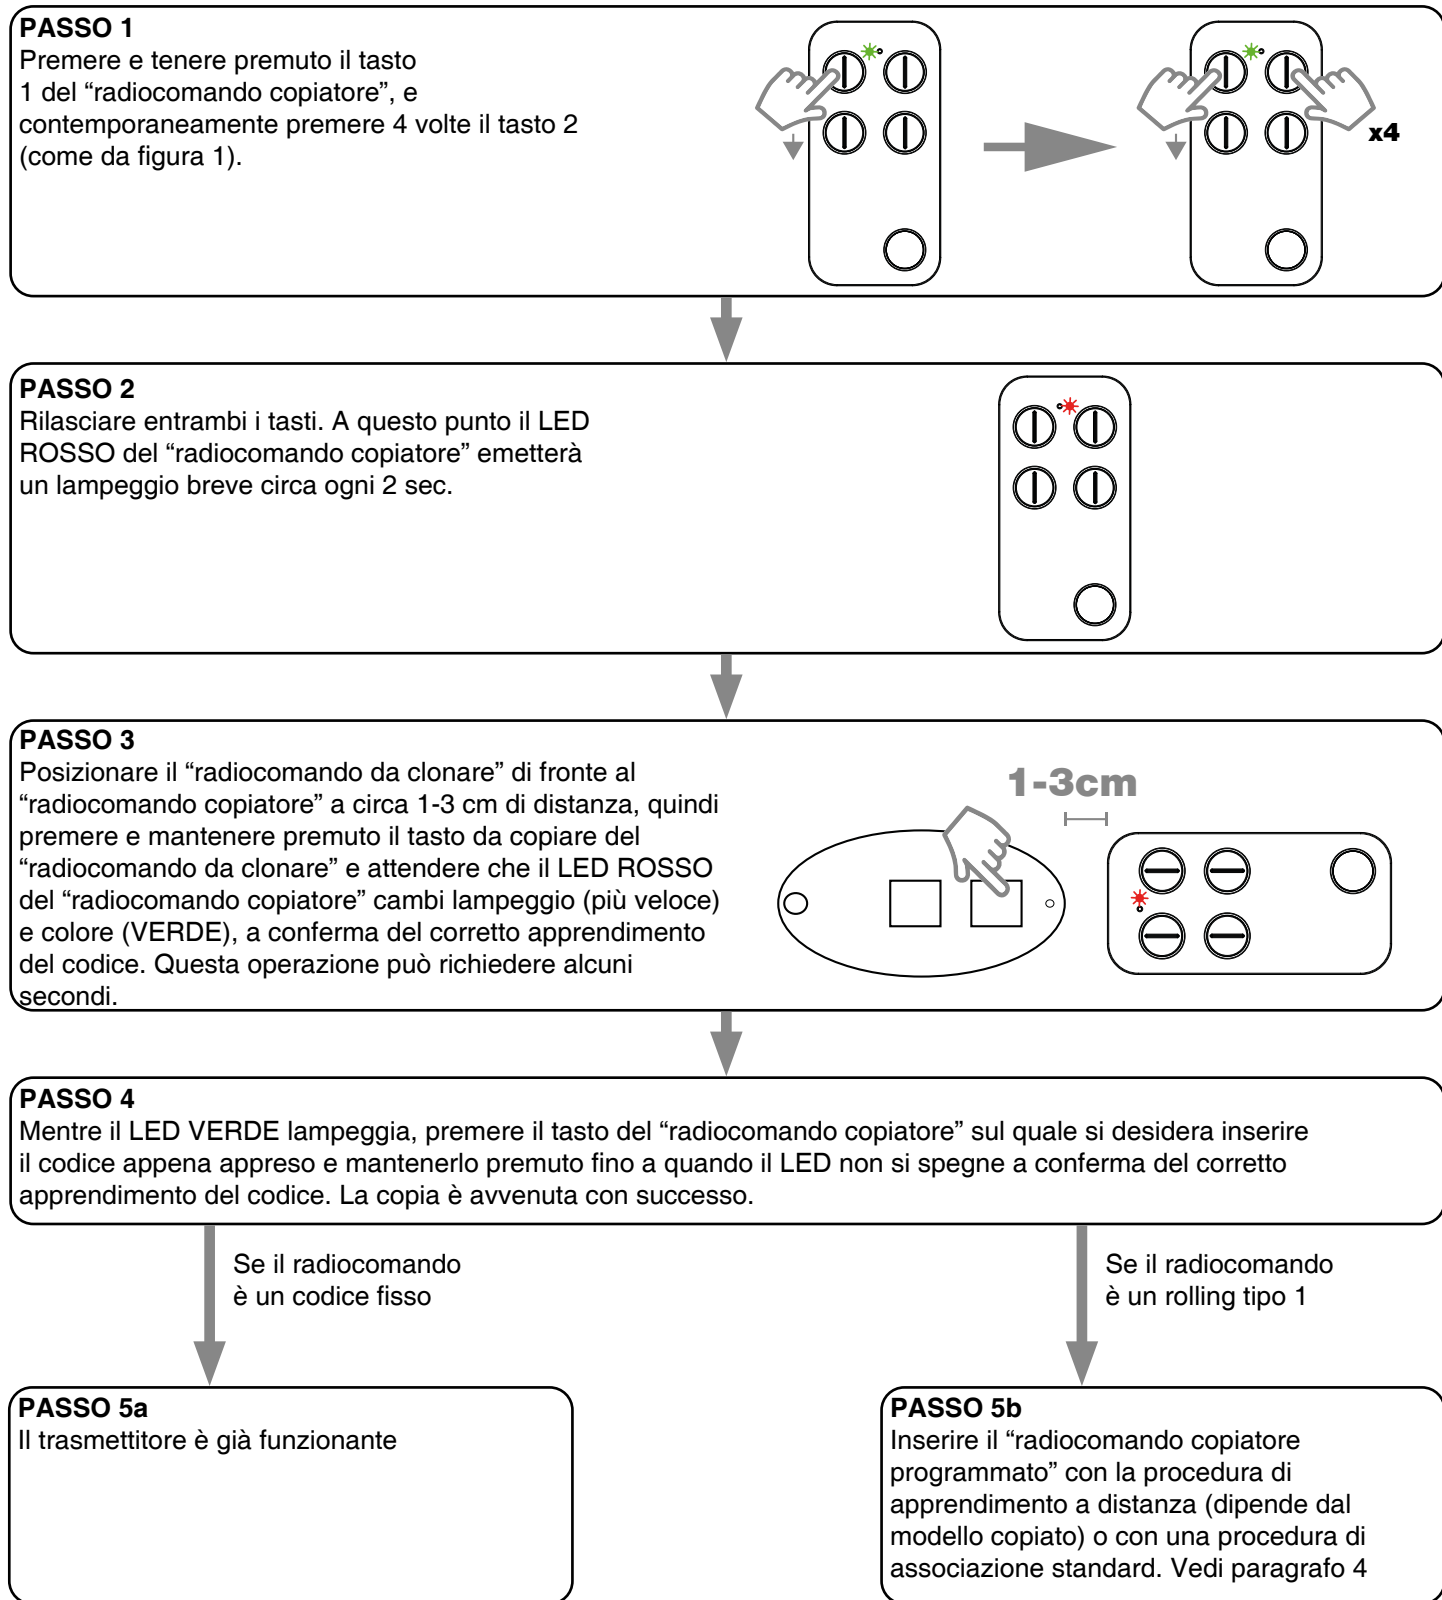 PASSO 1
Premere e tenere premuto il tasto
1 del “radiocomando copiatore”, e
contemporaneamente premere 4 volte il tasto 2
(come da figura 1).
x4
PASSO 2
Rilasciare entrambi i tasti. A questo punto il LED
ROSSO del “radiocomando copiatore” emetterà
un lampeggio breve circa ogni 2 sec.
PASSO 3
Posizionare il “radiocomando da clonare” di fronte al
“radiocomando copiatore” a circa 1-3 cm di distanza, quindi
premere e mantenere premuto il tasto da copiare del
“radiocomando da clonare” e attendere che il LED ROSSO
del “radiocomando copiatore” cambi lampeggio (più veloce)
e colore (VERDE), a conferma del corretto apprendimento
del codice. Questa operazione può richiedere alcuni
secondi.
1-3cm
PASSO 4
Mentre il LED VERDE lampeggia, premere il tasto del “radiocomando copiatore” sul quale si desidera inserire
il codice appena appreso e mantenerlo premuto fino a quando il LED non si spegne a conferma del corretto
apprendimento del codice. La copia è avvenuta con successo.
Se il radiocomando
è un codice fisso
Se il radiocomando
è un rolling tipo 1
PASSO 5a
Il trasmettitore è già funzionante
PASSO 5b
Inserire il “radiocomando copiatore
programmato” con la procedura di
apprendimento a distanza (dipende dal
modello copiato) o con una procedura di
associazione standard. Vedi paragrafo 4